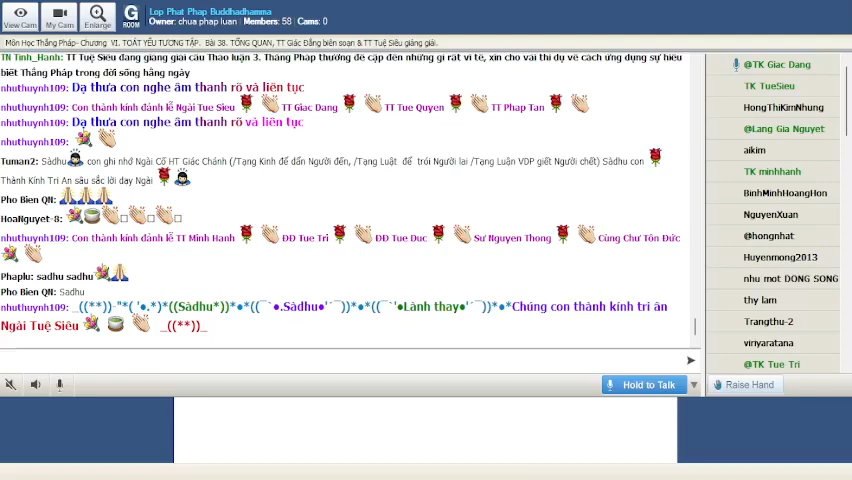 Lop Phat Phap Buddhadhamma
Owner: chua phap luan Members: 58 Cams: 0
View Cam
My Cam
Enlarge
G ROOM
Môn Học Thắng Pháp- Chương VI. TOÁT YẾU TƯƠNG TẬP. Bài 38. TỔNG QUAN, TT Giác Đẳng biên soạn & TT Tuệ Siêu giảng giải.
TN Tinh_Hanh: TT Tuệ Siêu đang giảng giải câu Thảo luận 3. Thắng Pháp thường đề cập đến những gì rất vi tế, xin cho vài thí dụ về cách ứng dụng sự hiểu
biết Thắng Pháp trong đời sống hằng ngày
nhuthuynh109: Dạ thưa con nghe âm thanh rõ và liên tục
nhuthuynh109: Con thành kính đảnh lễ Ngài Tue Sieu TT Giac Dang TT Tue Quyen TT Phap Tan
nhuthuynh109: Dạ thưa con nghe âm thanh rõ và liên tục
nhuthuynh109:
Tuman2: Sādhu con ghi nhớ Ngài Cố HT Giác Chánh (/Tạng Kinh để dẩn Người đến, /Tạng Luật để trói Người lai /Tạng Luận VDP giết Người chết) Sādhu con
Thành Kính Tri Ân sâu sắc lời dạy Ngài
Pho Bien QN:
HoaNguyet-8:
nhuthuynh109: Con thành kính đảnh lễ TT Minh Hanh ĐĐ Tue Tri ĐĐ Tue Duc Sư Nguyen Thong Cùng Chư Tôn Đức
Phaplu: sadhu sadhu
Pho Bien QN: Sadhu
nhuthuynh109: _((**))-"*( '●.*)*((Sàdhu*))*●*((¯`●.Sàdhu●'´¯))*●*((¯`'●Lành thay●'´¯))*●*Chúng con thành kính tri ân
Ngài Tuệ Siêu _((**))_
@TK Giac Dang
TK TueSieu
HongThiKimNhung
@Lang Gia Nguyet
aikim
TK minhhanh
BinhMinhHoangHon
NguyenXuan
@hongnhat
Huyenmong2013
nhu mot DONG SONG
thy lam
Trangthu-2
viriyaratana
@TK Tue Tri
Hold to Talk
Raise Hand